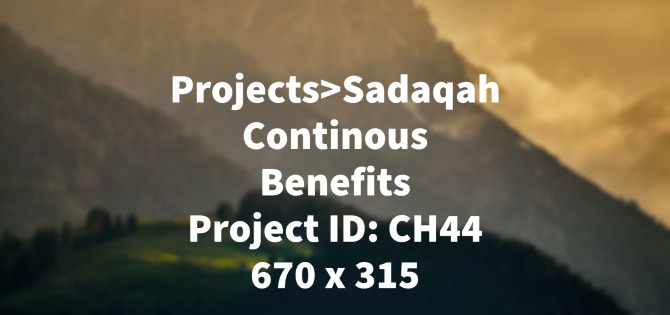 Projects>Sadaqah
Continous
Benefits
Project ID: CH44
670 x 315